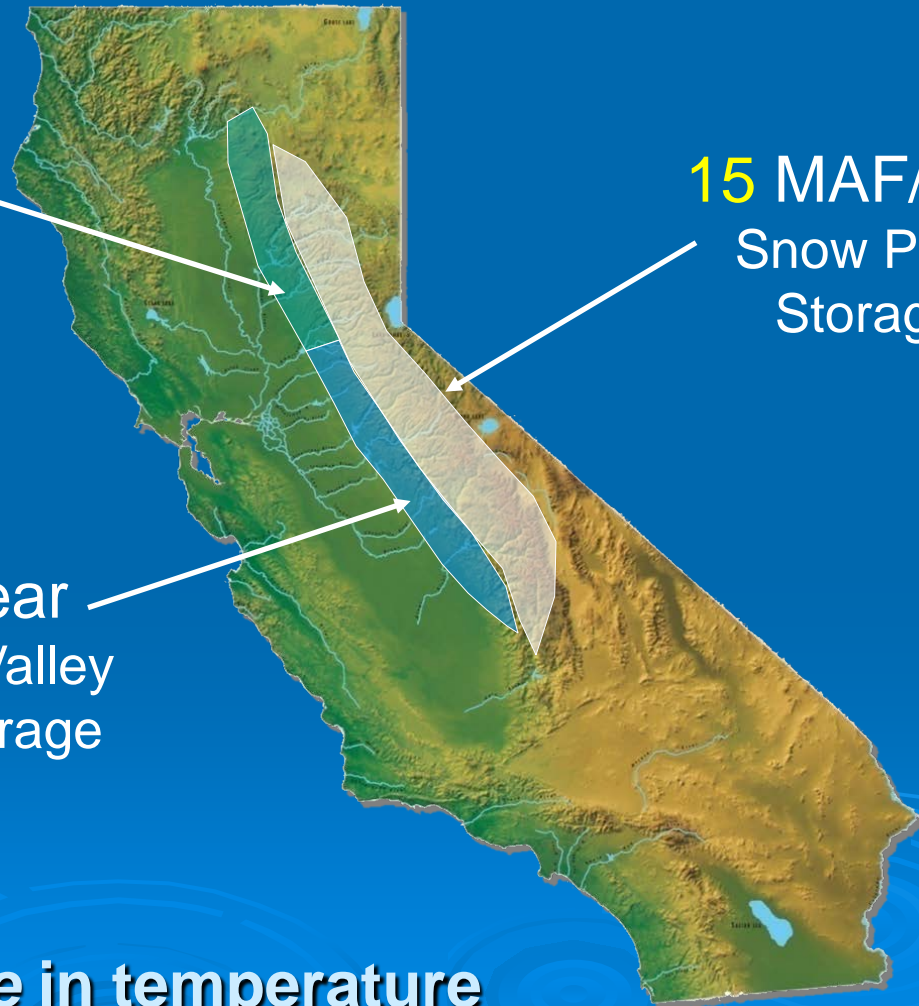 15 MAF/
Snow P
Storag
ear
Valley
rage
e in temperature